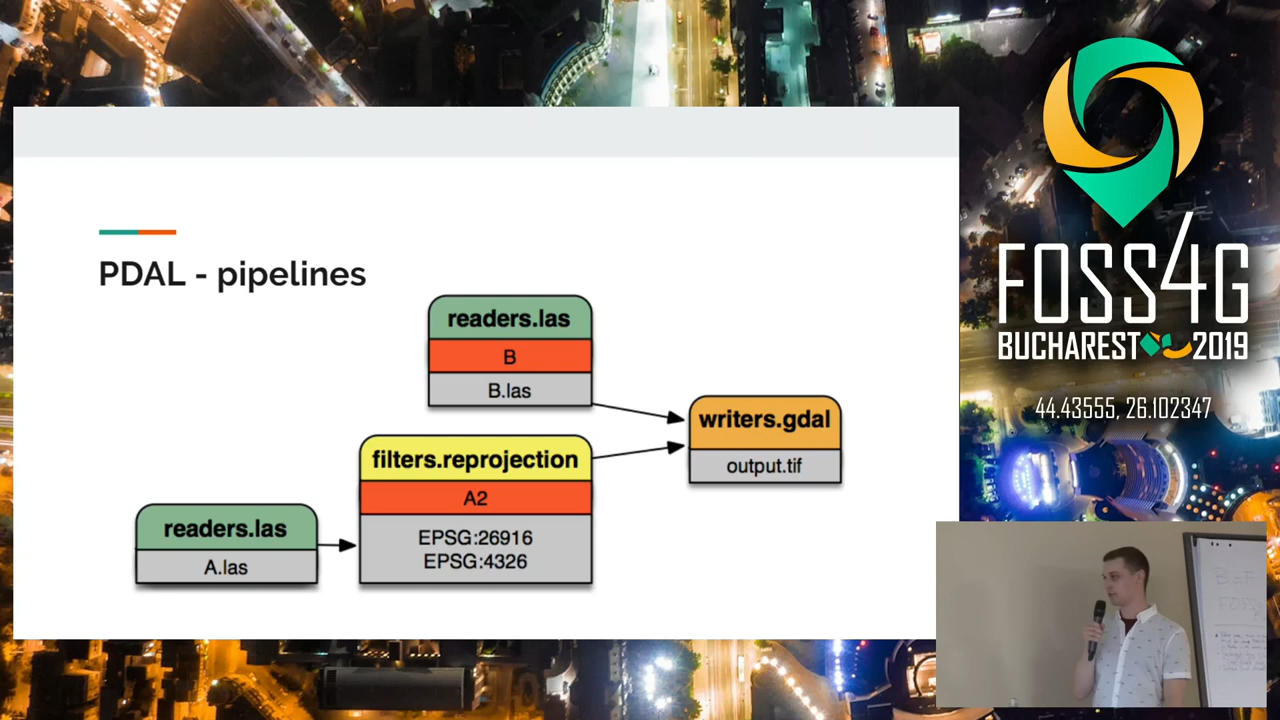 PDAL - pipelines
readers.las
B
B.las
writers.gdal
output.tif
filters.reprojection
A2
EPSG:26916
EPSG:4326
readers.las
A.las
FOSS4G
BUCHAREST 2019
44.43555, 26.102347